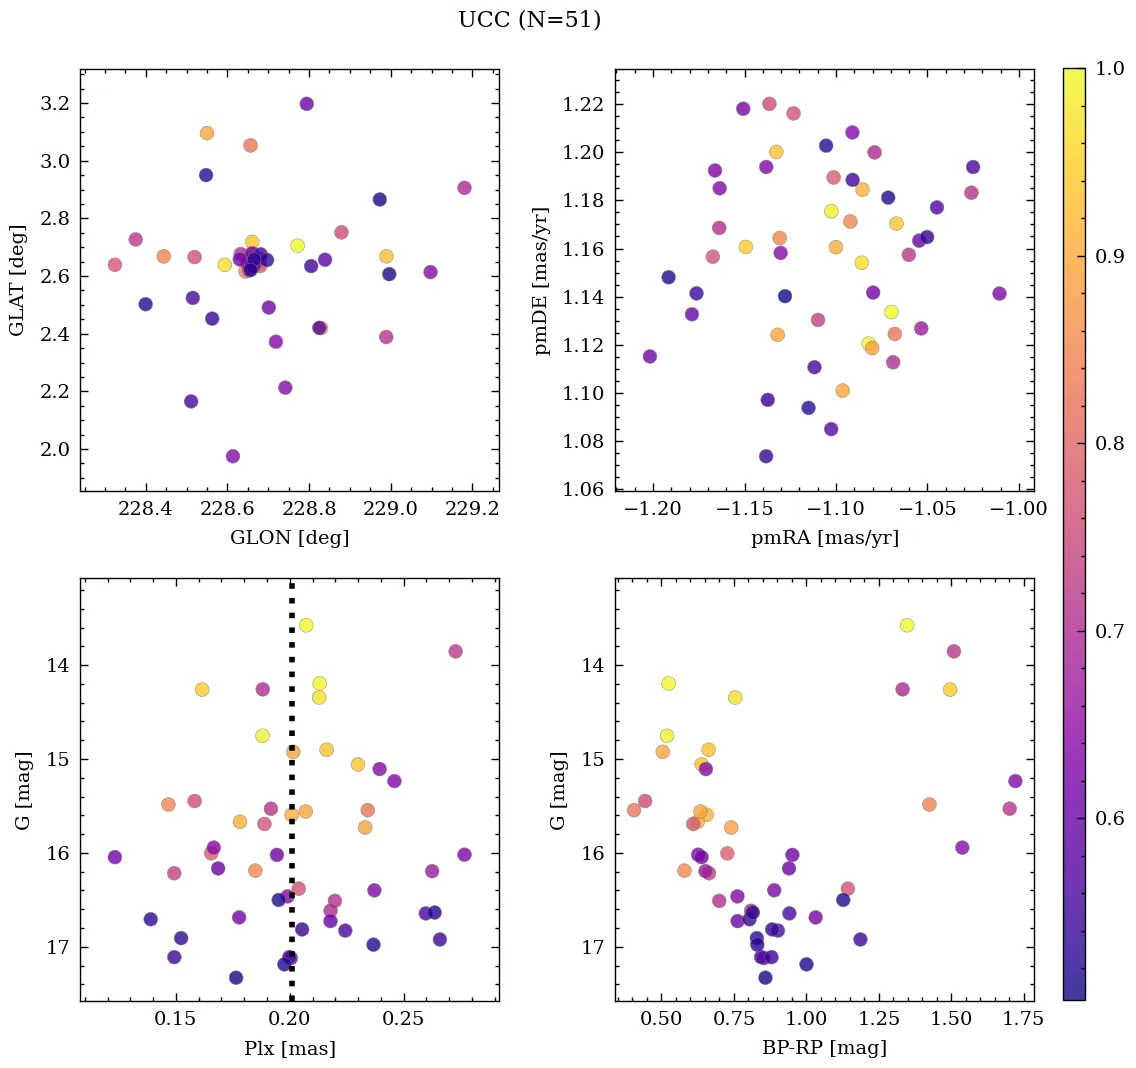 UCC (N=51)
3.2
3.0
2.8
2.6
2.4
2.2
2.0
GLAT [deg]
228.4 228.6 228.8 229.0 229.2
GLON [deg]
1.22
1.20
1.18
1.16
1.14
1.12
1.10
1.08
1.06
pmDE [mas/yr]
−1.20 −1.15 −1.10 −1.05 −1.00
pmRA [mas/yr]
1.0
0.9
0.8
0.7
0.6
14
15
16
17
G [mag]
0.15 0.20 0.25
Plx [mas]
14
15
16
17
G [mag]
0.50 0.75 1.00 1.25 1.50 1.75
BP-RP [mag]